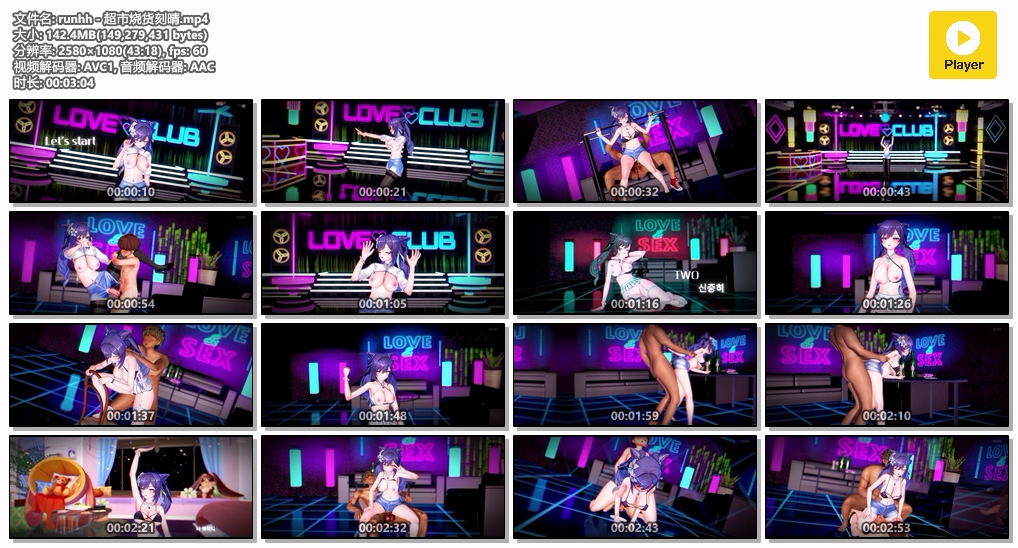 文件名: runhh - 超市烧货刻晴.mp4
大小: 142.4MB(149,279,431 bytes)
分辨率: 2580×1080(43:18), fps: 60
视频解码器: AVC1, 音频解码器: AAC
时长: 00:03:04
Player
LOVE CLUB
Let's start
00:00:10
LOVE CLUB
00:00:21
00:00:32
LOVE CLUB
00:00:43
LOVE
00:00:54
LOVE CLUB
00:01:05
LOVE
SEX
TWO
신중히
00:01:16
LOVE
SEX
00:01:26
LOVE
SEX
00:01:37
LOVE
SEX
00:01:48
LOVE
SEX
00:01:59
LOVE
SEX
00:02:10
00:02:21
LOVE
SEX
00:02:32
00:02:43
00:02:53